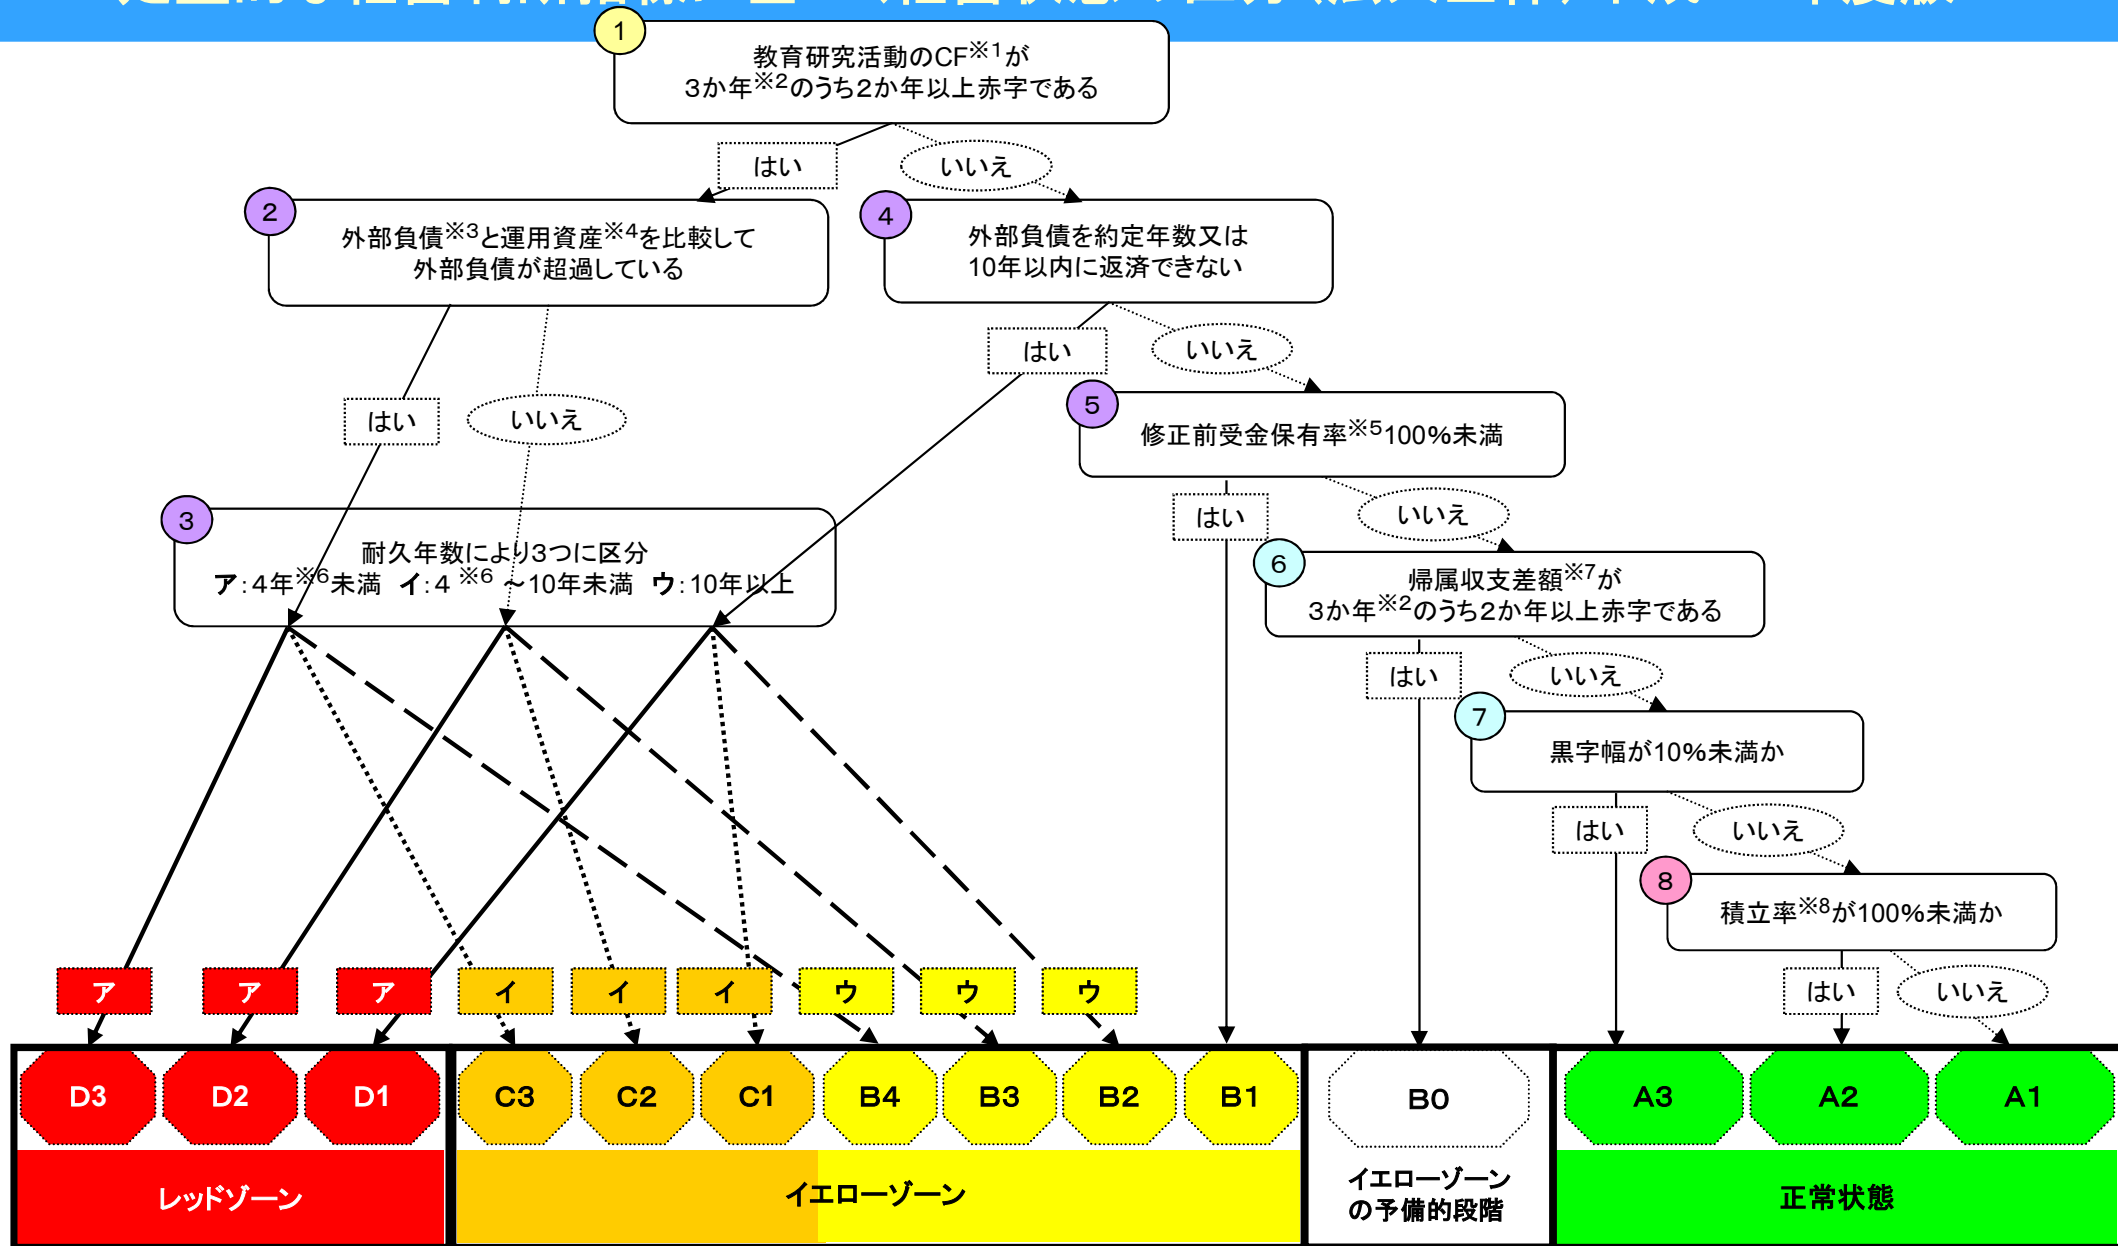 1
教育研究活動のCF※1が
3か年※2のうち2か年以上赤字である
はい
いいえ
2
外部負債※3と運用資産※4を比較して
外部負債が超過している
4
外部負債を約定年数又は
10年以内に返済できない
はい
いいえ
はい
いいえ
5
修正前受金保有率※5100%未満
3
耐久年数により3つに区分
ア:4年※6未満 イ:4※6~10年未満 ウ:10年以上
はい
いいえ
6
帰属収支差額※7が
3か年※2のうち2か年以上赤字である
はい
いいえ
7
黒字幅が10%未満か
はい
いいえ
8
積立率※8が100%未満か
はい
いいえ
ア
ア
ア
イ
イ
イ
ウ
ウ
ウ
D3
D2
D1
C3
C2
C1
B4
B3
B2
B1
B0
A3
A2
A1
レッドゾーン
イエローゾーン
イエローゾーン
の予備的段階
正常状態